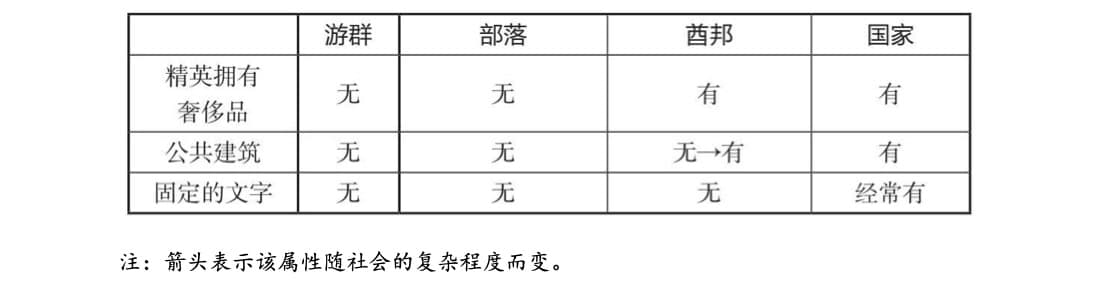 游群 部落 酋邦 国家
精英拥有
奢侈品 无 无 有 有
公共建筑 无 无 无→有 有
固定的文字 无 无 无 经常有
注：箭头表示该属性随社会的复杂程度而变。